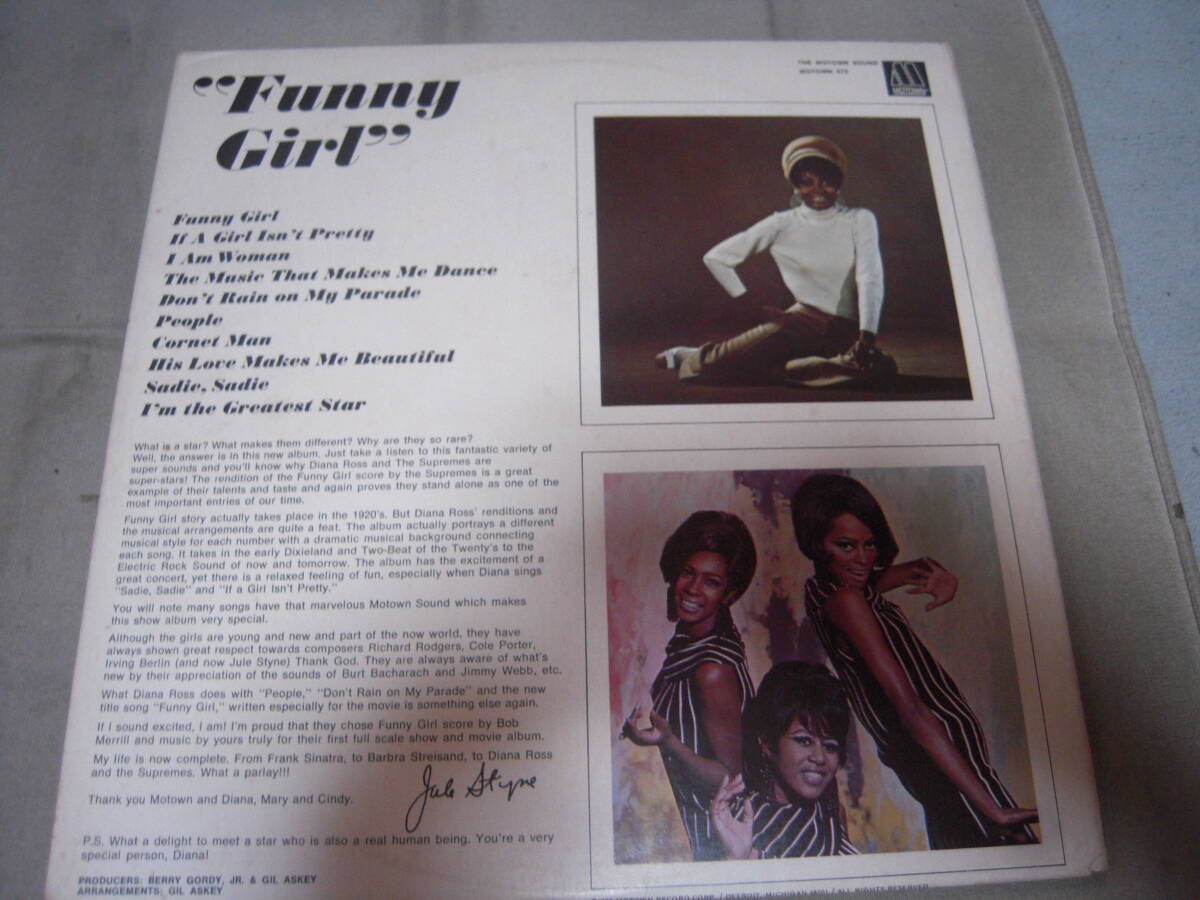 “Funny
Girl”
THE MOTOWN SOUND
MOTOWN 672
MOTOWN
Funny Girl
If A Girl Isn't Pretty
I Am Woman
The Music That Makes Me Dance
Don't Rain on My Parade
People
Cornet Man
His Love Makes Me Beautiful
Sadie, Sadie
I'm the Greatest Star
What is a star? What makes them different? Why are they so rare?
Well, the answer is in this new album. Just take a listen to this fantastic variety of
super sounds and you'll know why Diana Ross and The Supremes are
super-stars! The rendition of the Funny Girl score by the Supremes is a great
example of their talents and taste and again proves they stand alone as one of the
most important entries of our time.
Funny Girl story actually takes place in the 1920's. But Diana Ross' renditions and
the musical arrangements are quite a feat. The album actually portrays a different
musical style for each number with a dramatic musical background connecting
each song. It takes in the early Dixieland and Two-Beat of the Twenty's to the
Electric Rock Sound of now and tomorrow. The album has the excitement of a
great concert, yet there is a relaxed feeling of fun, especially when Diana sings
“Sadie, Sadie” and “If a Girl Isn't Pretty.”
You will note many songs have that marvelous Motown Sound which makes
this show album very special.
Although the girls are young and new and part of the now world, they have
always shown great respect towards composers Richard Rodgers, Cole Porter,
Irving Berlin (and now Jule Styne) Thank God. They are always aware of what's
new by their appreciation of the sounds of Burt Bacharach and Jimmy Webb, etc.
What Diana Ross does with “People,” “Don't Rain on My Parade” and the new
title song “Funny Girl,” written especially for the movie is something else again.
If I sound excited, I am! I'm proud that they chose Funny Girl score by Bob
Merrill and music by yours truly for their first full scale show and movie album.
My life is now complete. From Frank Sinatra, to Barbra Streisand, to Diana Ross
and the Supremes. What a parlay!!!
Jule Styne
Thank you Motown and Diana, Mary and Cindy.
P.S. What a delight to meet a star who is also a real human being. You're a very
special person, Diana!
PRODUCERS: BERRY GORDY, JR. & GIL ASKEY
ARRANGEMENTS: GIL ASKEY
RECORD CORP. / DETROIT, MICHIGAN / ALL RIGHTS RESERVED